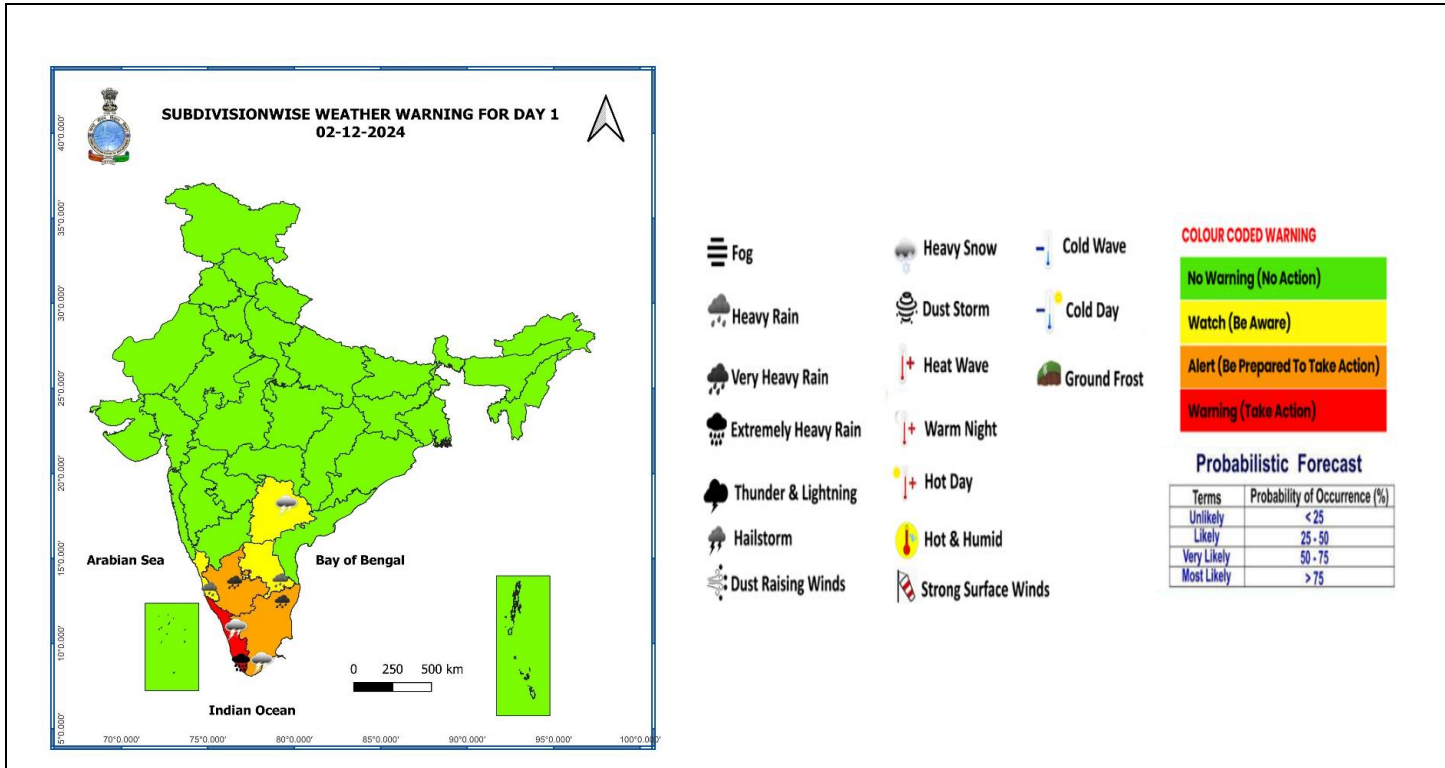 SUBDIVISIONWISE WEATHER WARNING FOR DAY 1
02-12-2024
40°0.000'
35°0.000'
30°0.000'
25°0.000'
20°0.000'
15°0.000'
10°0.000'
5°0.000'
Arabian Sea
Bay of Bengal
0 250 500 km
Indian Ocean
70°0.000' 75°0.000' 80°0.000' 85°0.000' 90°0.000' 95°0.000' 100°0.000'
Fog
Heavy Rain
Very Heavy Rain
Extremely Heavy Rain
Thunder & Lightning
Hailstorm
Dust Raising Winds
Heavy Snow
Dust Storm
Heat Wave
Warm Night
Hot Day
Hot & Humid
Strong Surface Winds
Cold Wave
Cold Day
Ground Frost
COLOUR CODED WARNING
No Warning (No Action)
Watch (Be Aware)
Alert (Be Prepared To Take Action)
Warning (Take Action)
Probabilistic Forecast
Terms Probability of Occurrence (%)
Unlikely < 25
Likely 25 - 50
Very Likely 50 - 75
Most Likely > 75